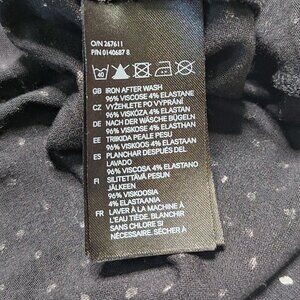 O/N 267611
P/N 0140687 8
GB IRON AFTER WASH
96% VISCOSE 4% ELASTANE
CZ VYŽEHLETE PO VYPRÁNÍ
96% VISKÓZA 4% ELASTAN
DE NACH DER WÄSCHE BÜGELN
96% VISKOSE 4% ELASTHAN
EE TRIIKIDA PEALE PESU
96% VISKOOS 4% ELASTAAN
ES PLANCHAR DESPUÉS DEL
LAVADO
96% VISCOSA 4% ELASTANO
FI SILITETTÄVÄ PESUN
JÄLKEEN
96% VISKOOSIA
4% ELASTAANIA
FR LAVER À LA MACHINE À
L'EAU TIÈDE, BLANCHIR
SANS CHLORE SI
NÉCESSAIRE. SÉCHER À